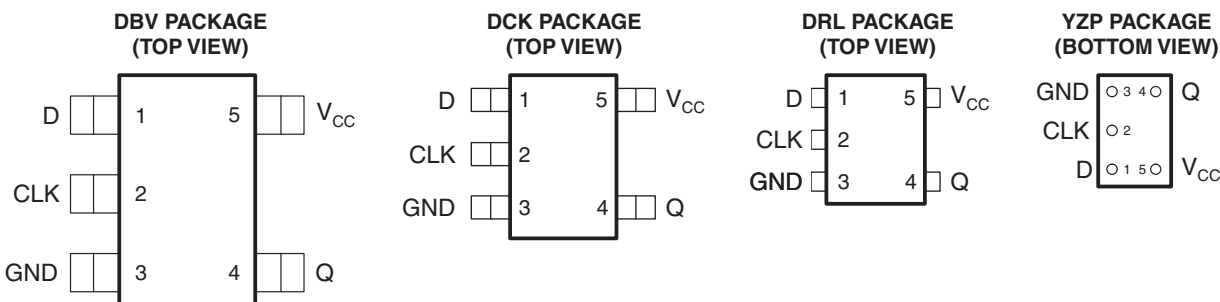 DBV PACKAGE
(TOP VIEW)
D 1 5 VCC
CLK 2
GND 3 4 Q
DCK PACKAGE
(TOP VIEW)
D 1 5 VCC
CLK 2
GND 3 4 Q
DRL PACKAGE
(TOP VIEW)
D 1 5 VCC
CLK 2
GND 3 4 Q
YZP PACKAGE
(BOTTOM VIEW)
GND 3 4 Q
CLK 2
D 1 5 VCC